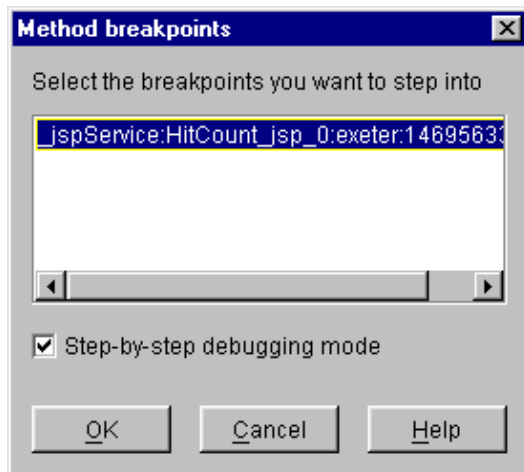 Method breakpoints
Select the breakpoints you want to step into
_jspService:HitCount_jsp_0:exeter:14695633
Step-by-step debugging mode
OK Cancel Help